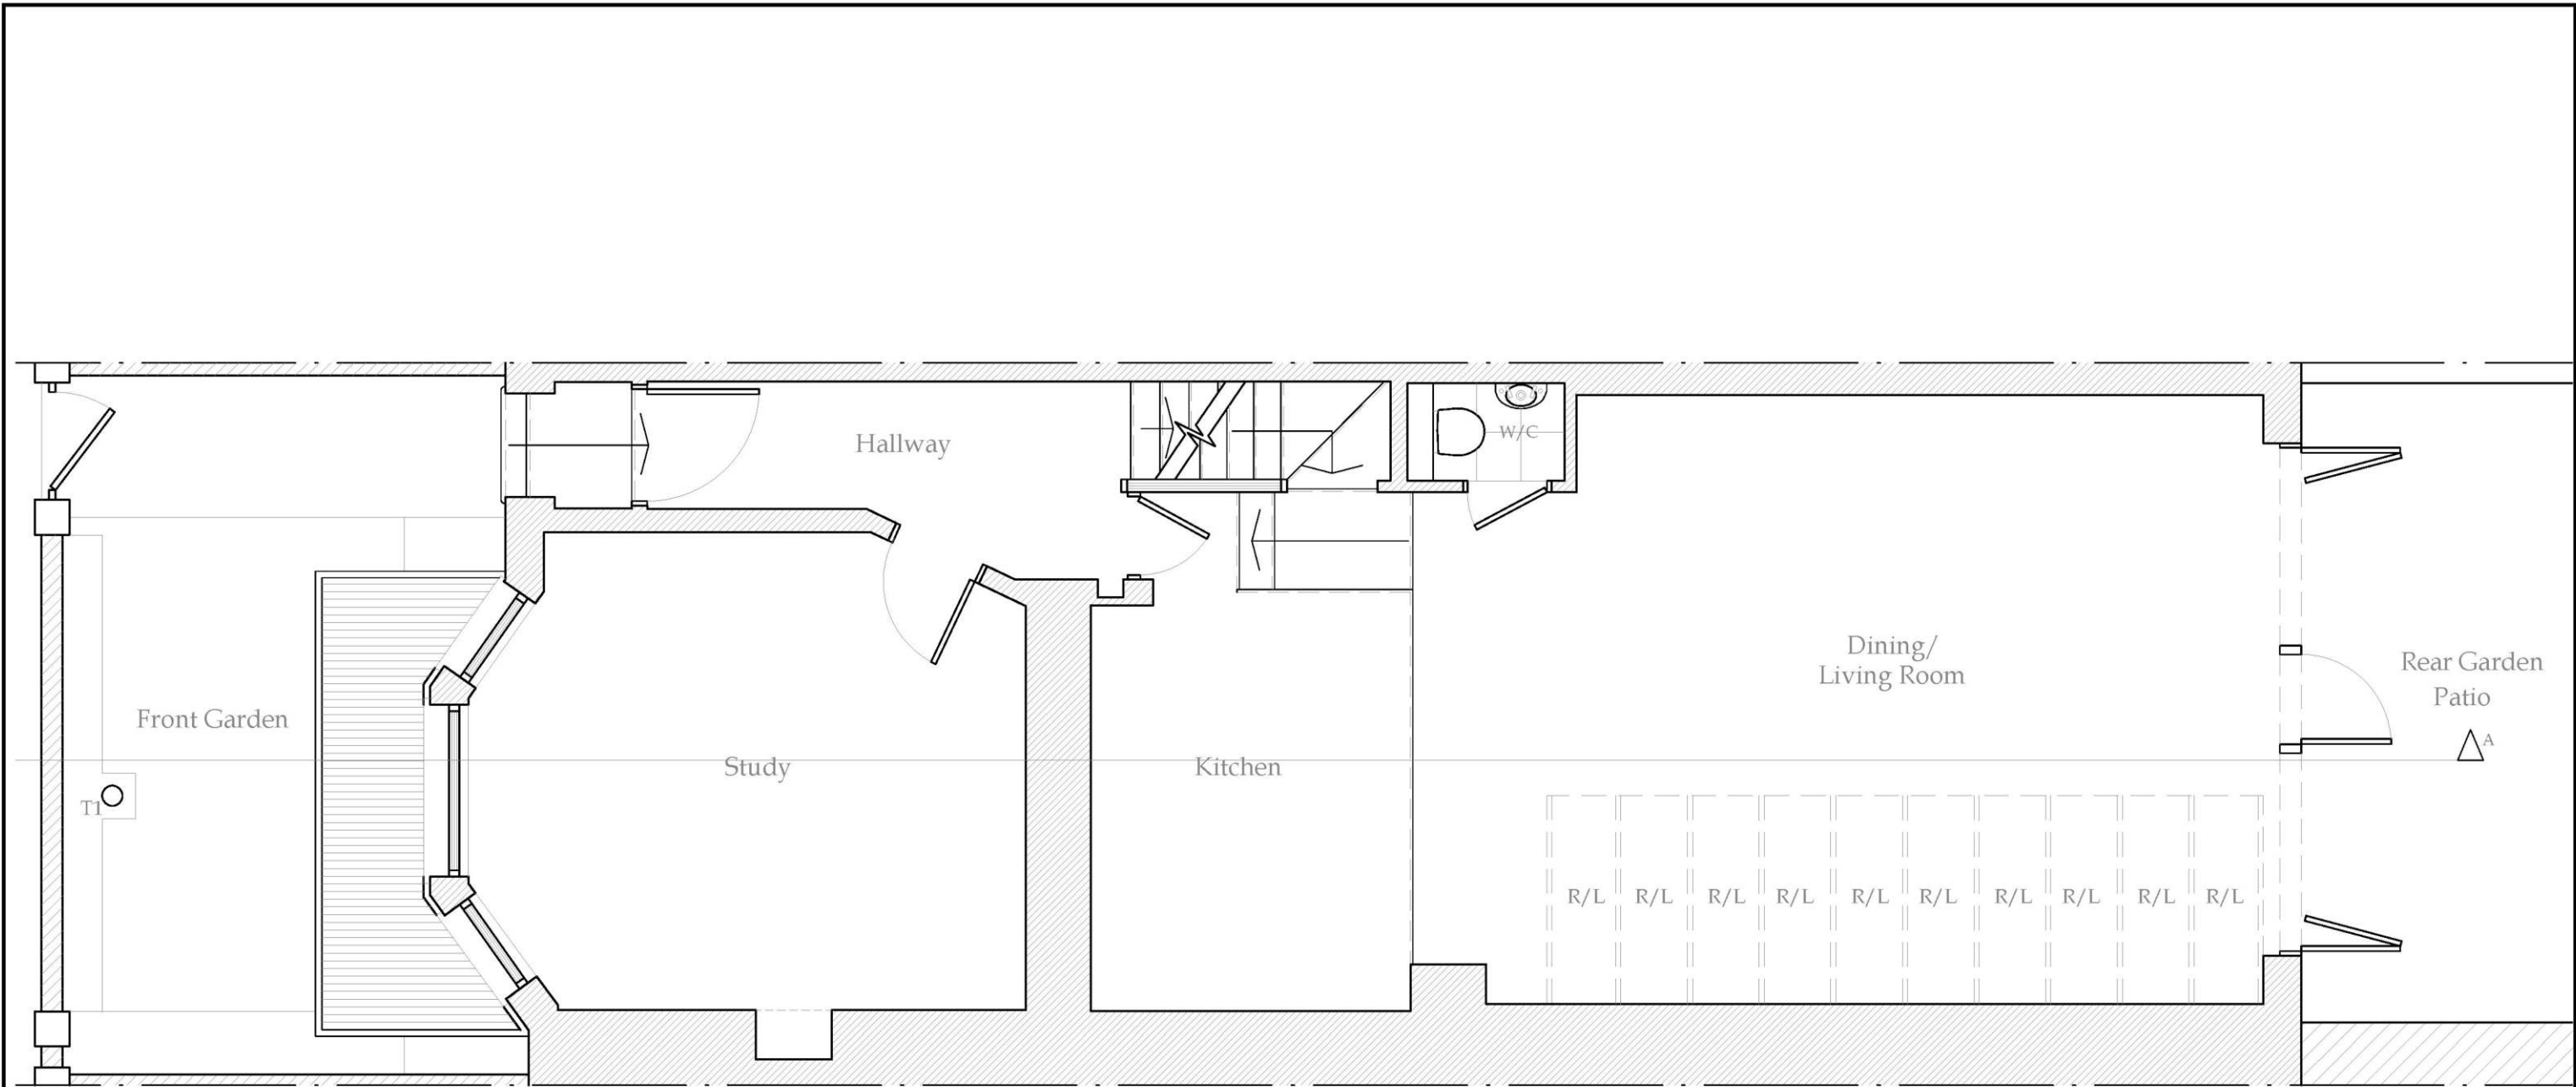 Hallway
W/C
Dining/
Living Room
Rear Garden
Patio
A
Front Garden
Study
Kitchen
T1
R/L R/L R/L R/L R/L R/L R/L R/L R/L R/L